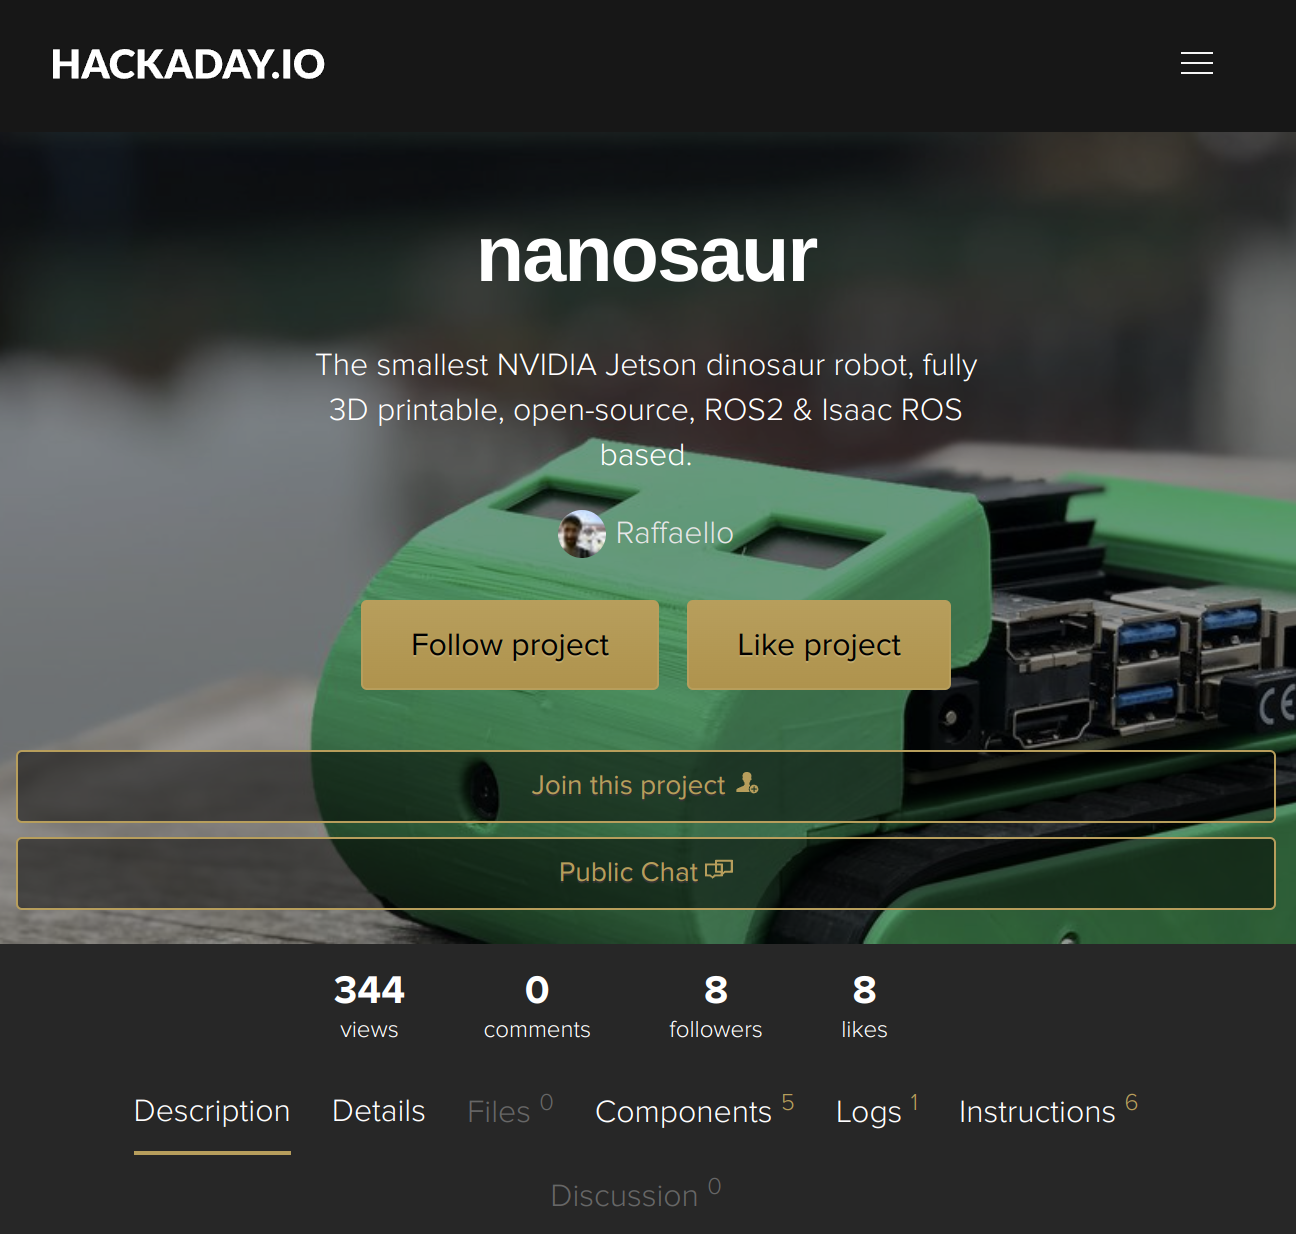 HACKADAY.IO
nanosaur
The smallest NVIDIA Jetson dinosaur robot, fully
3D printable, open-source, ROS2 & Isaac ROS
based.
Raffaello
Follow project Like project
CE
Join this project
Public Chat
344 0 8 8
views comments followers likes
Description Details Files 0 Components 5 Logs 1 Instructions 6
Discussion 0